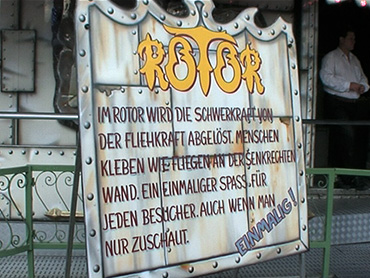 ROTOR
IM ROTOR WIRD DIE SCHWERKRAFT VON
DER FLIEHKRAFT ABGELÖST. MENSCHEN
KLEBEN WIE FLIEGEN AN DER SENKRECHTEN
WAND. EIN EINMALIGER SPASS FÜR
JEDEN BESUCHER. AUCH WENN MAN
NUR ZUSCHAUT.
EINMALIG!